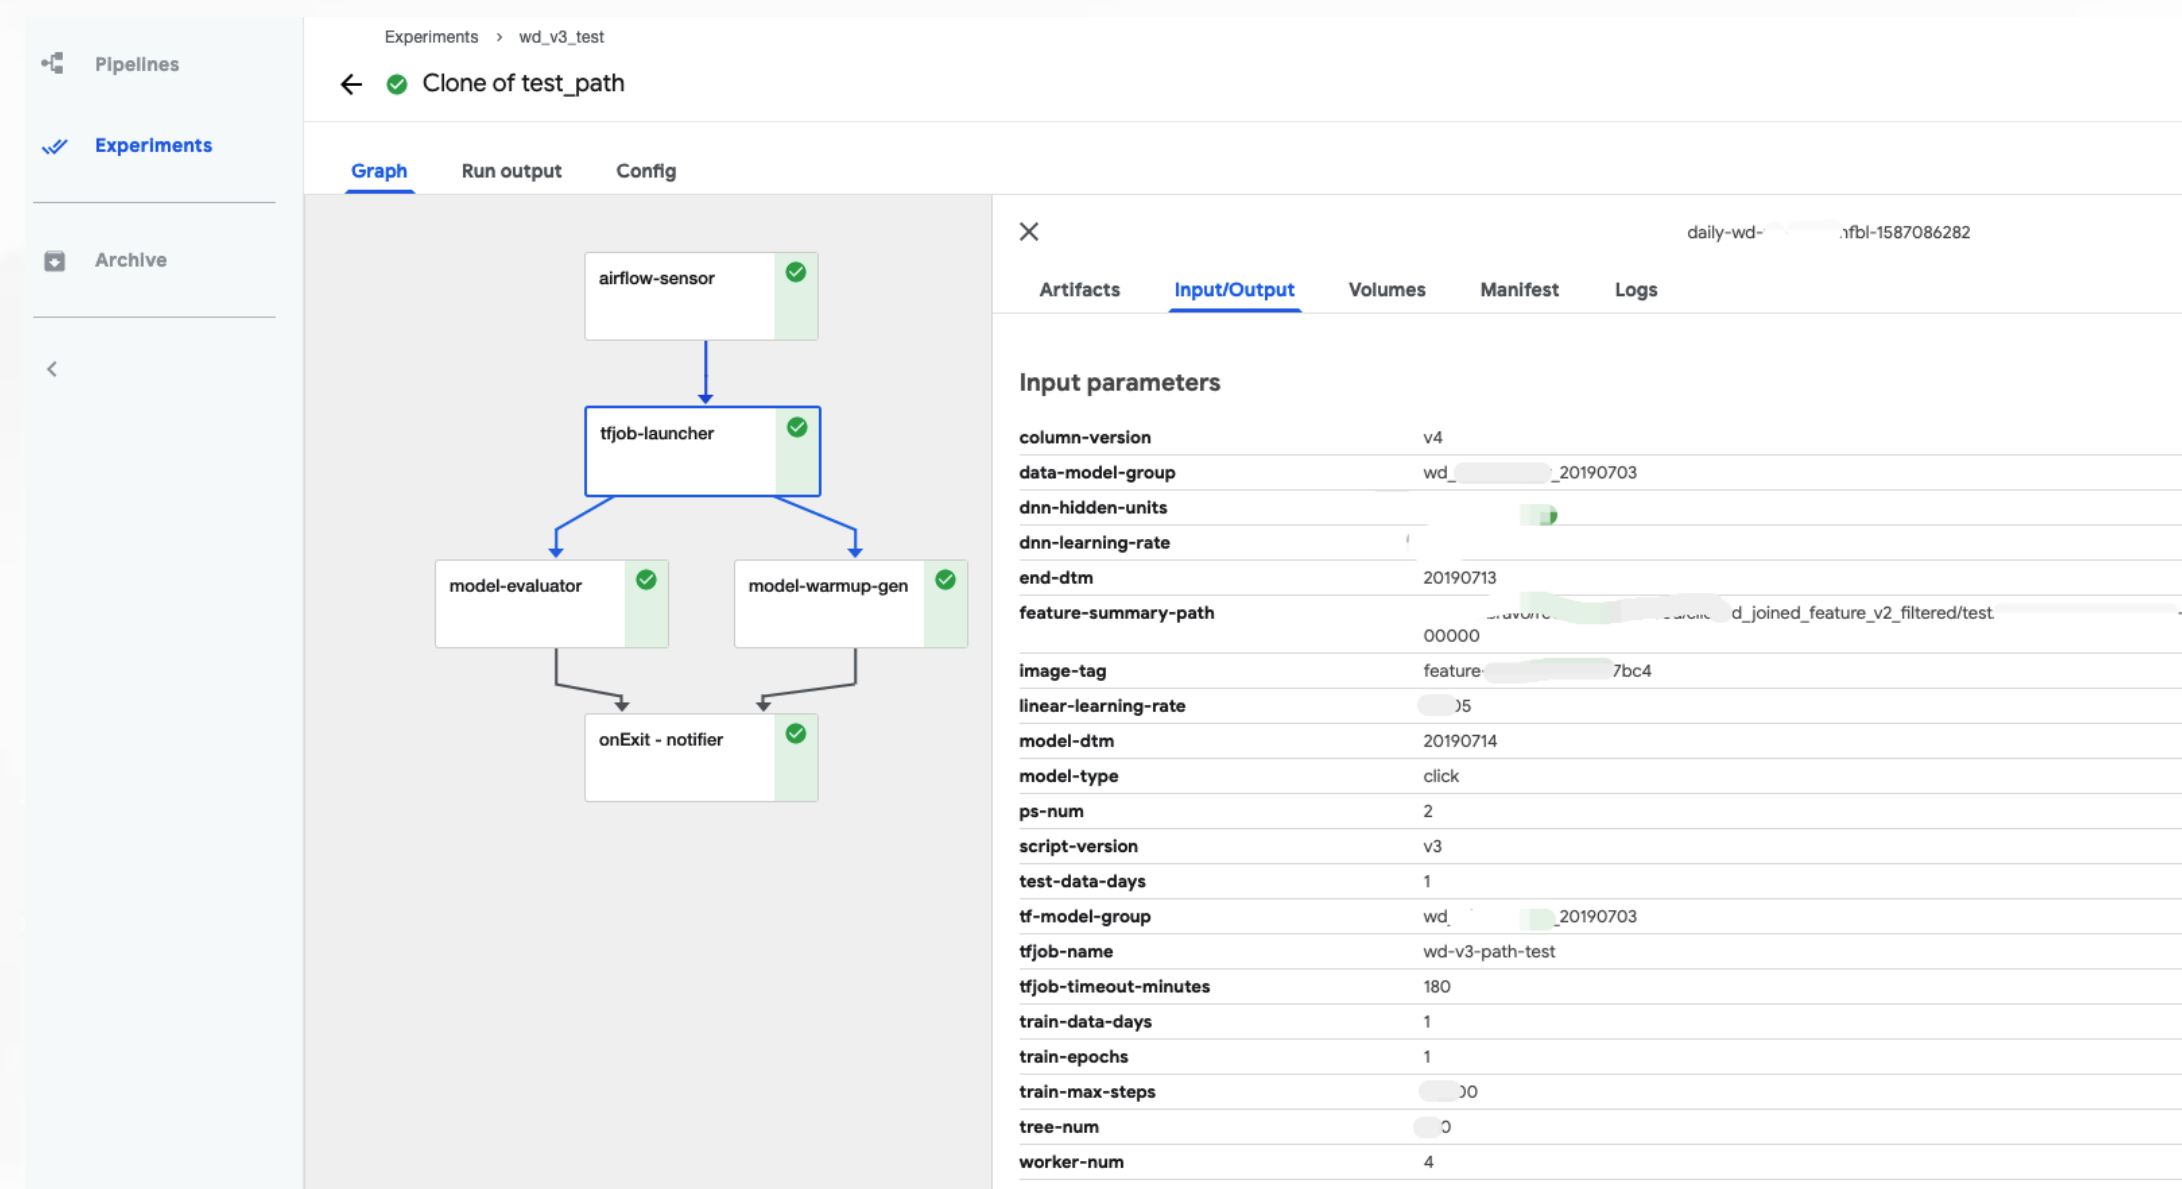 Pipelines
Experiments
Archive
Experiments > wd_v3_test
Clone of test_path
Graph Run output Config
airflow-sensor
tfjob-launcher
model-evaluator model-warmup-gen
onExit - notifier
daily-wd- nfbl-1587086282
Artifacts Input/Output Volumes Manifest Logs
Input parameters
column-version v4
data-model-group wd_ _20190703
dnn-hidden-units
dnn-learning-rate
end-dtm 20190713
feature-summary-path d_joined_feature_v2_filtered/test
00000
image-tag feature- 7bc4
linear-learning-rate 05
model-dtm 20190714
model-type click
ps-num 2
script-version v3
test-data-days 1
tf-model-group wd_ _20190703
tfjob-name wd-v3-path-test
tfjob-timeout-minutes 180
train-data-days 1
train-epochs 1
train-max-steps 00
tree-num 0
worker-num 4